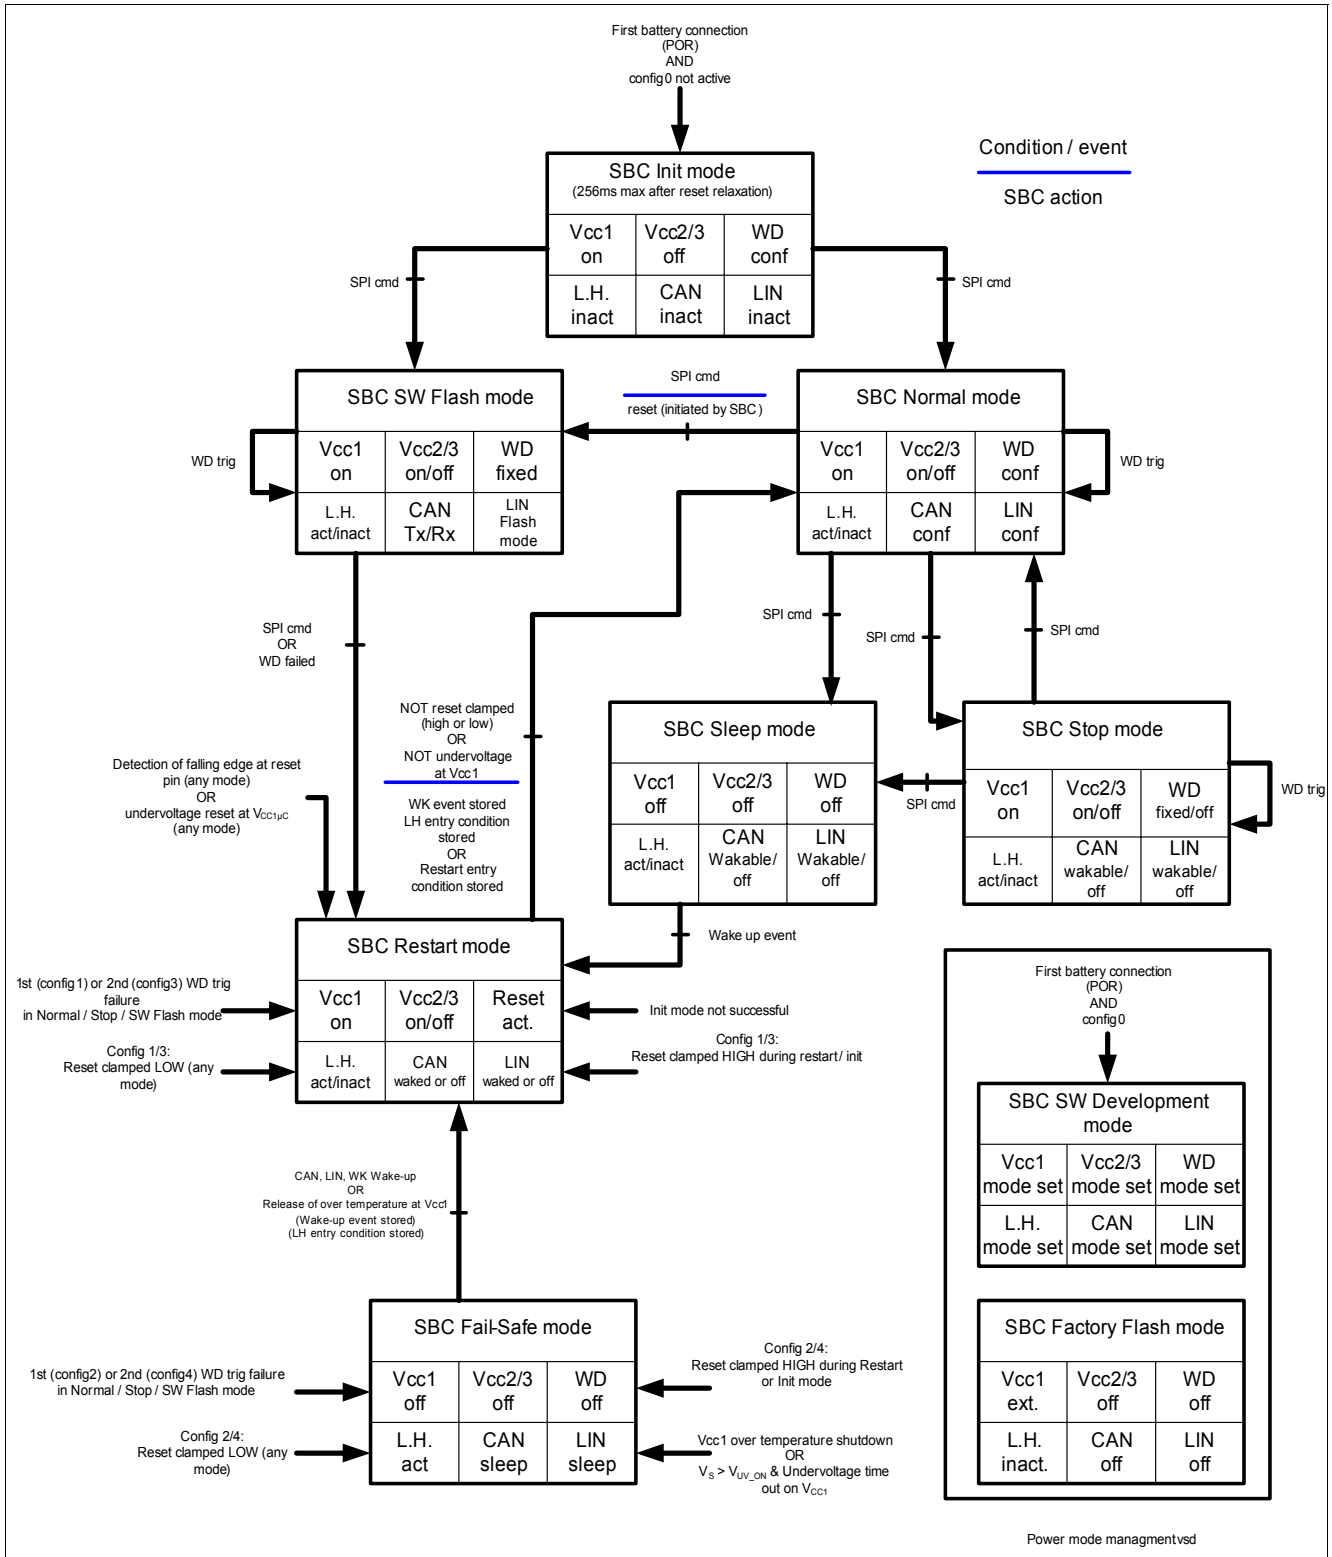 First battery connection
(POR)
AND
config0 not active
Condition / event
SBC action
SBC Init mode
(256ms max after reset relaxation)
Vcc1
on
Vcc2/3
off
WD
conf
L.H.
inact
CAN
inact
LIN
inact
SPI cmd
SPI cmd
SBC SW Flash mode
Vcc1
on
Vcc2/3
on/off
WD
fixed
L.H.
act/inact
CAN
Tx/Rx
LIN
Flash
mode
WD trig
SPI cmd
reset (initiated by SBC)
SBC Normal mode
Vcc1
on
Vcc2/3
on/off
WD
conf
L.H.
act/inact
CAN
conf
LIN
conf
WD trig
SPI cmd
OR
WD failed
SPI cmd
SPI cmd
SPI cmd
NOT reset clamped
(high or low)
OR
NOT undervoltage
at Vcc1
WK event stored
LH entry condition
stored
OR
Restart entry
condition stored
Detection of falling edge at reset
pin (any mode)
OR
undervoltage reset at VCC1µC
(any mode)
SBC Sleep mode
Vcc1
off
Vcc2/3
off
WD
off
L.H.
act/inact
CAN
Wakable/
off
LIN
Wakable/
off
SPI cmd
SBC Stop mode
Vcc1
on
Vcc2/3
on/off
WD
fixed/off
L.H.
act/inact
CAN
wakable/
off
LIN
wakable/
off
WD trig
Wake up event
SBC Restart mode
Vcc1
on
Vcc2/3
on/off
Reset
act.
L.H.
act/inact
CAN
waked or off
LIN
waked or off
1st (config1) or 2nd (config3) WD trig
failure
in Normal / Stop / SW Flash mode
Config 1/3:
Reset clamped LOW (any
mode)
Init mode not successful
Config 1/3:
Reset clamped HIGH during restart / init
CAN, LIN, WK Wake-up
OR
Release of over temperature at Vcc1
(Wake-up event stored)
(LH entry condition stored)
SBC Fail-Safe mode
Vcc1
off
Vcc2/3
off
WD
off
L.H.
act
CAN
sleep
LIN
sleep
1st (config2) or 2nd (config4) WD trig failure
in Normal / Stop / SW Flash mode
Config 2/4:
Reset clamped LOW (any
mode)
Config 2/4:
Reset clamped HIGH during Restart
or Init mode
Vcc1 over temperature shutdown
OR
VS > VUV_ON & Undervoltage time
out on VCC1
First battery connection
(POR)
AND
config0
SBC SW Development
mode
Vcc1
mode set
Vcc2/3
mode set
WD
mode set
L.H.
mode set
CAN
mode set
LIN
mode set
SBC Factory Flash mode
Vcc1
ext.
Vcc2/3
off
WD
off
L.H.
inact.
CAN
off
LIN
off
Power mode managmentvsd